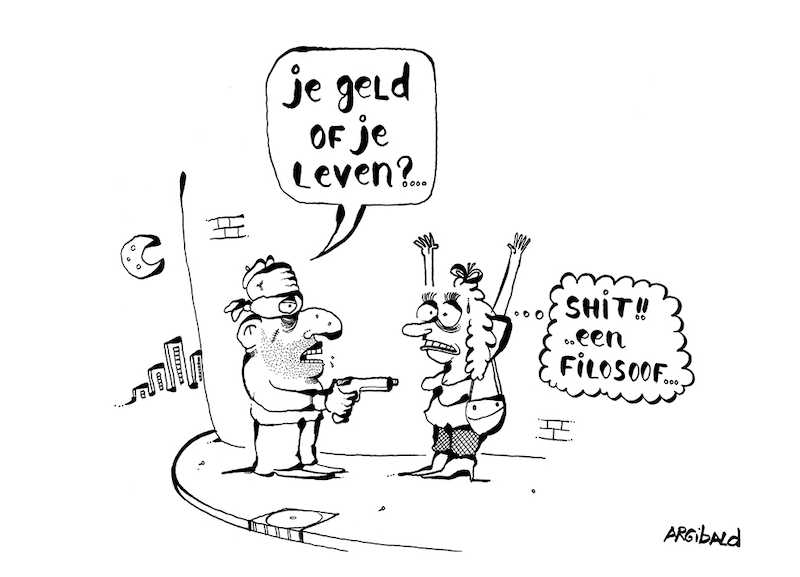 je geld
OF je
Leven?...
SHIT!!
..een
FILOSOOF...
ARGibALd